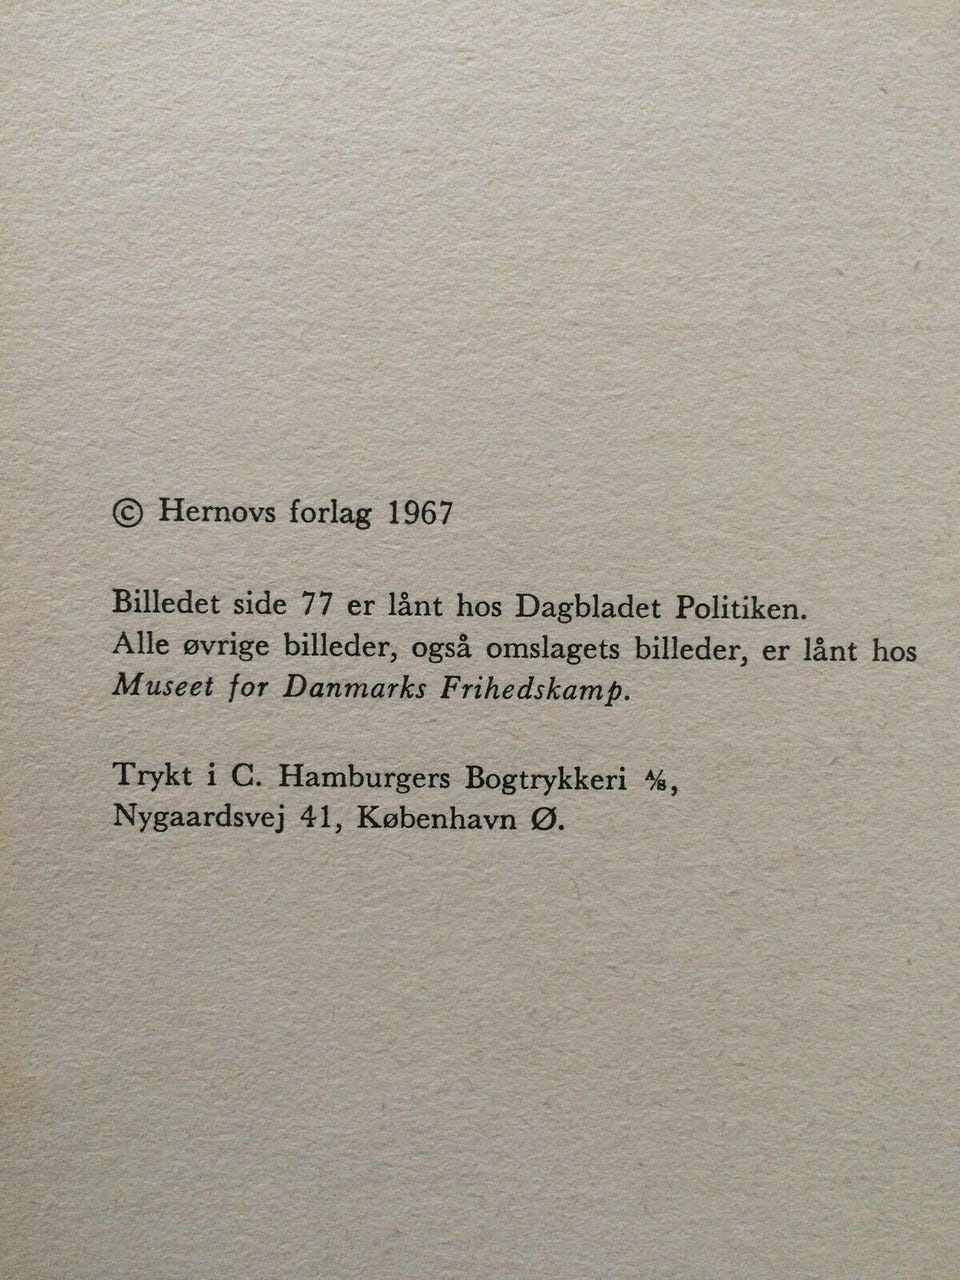 © Hernovs forlag 1967
Billedet side 77 er lånt hos Dagbladet Politiken.
Alle øvrige billeder, også omslagets billeder, er lånt hos
Museet for Danmarks Frihedskamp.
Trykt i C. Hamburgers Bogtrykkeri A/S,
Nygaardsvej 41, København Ø.